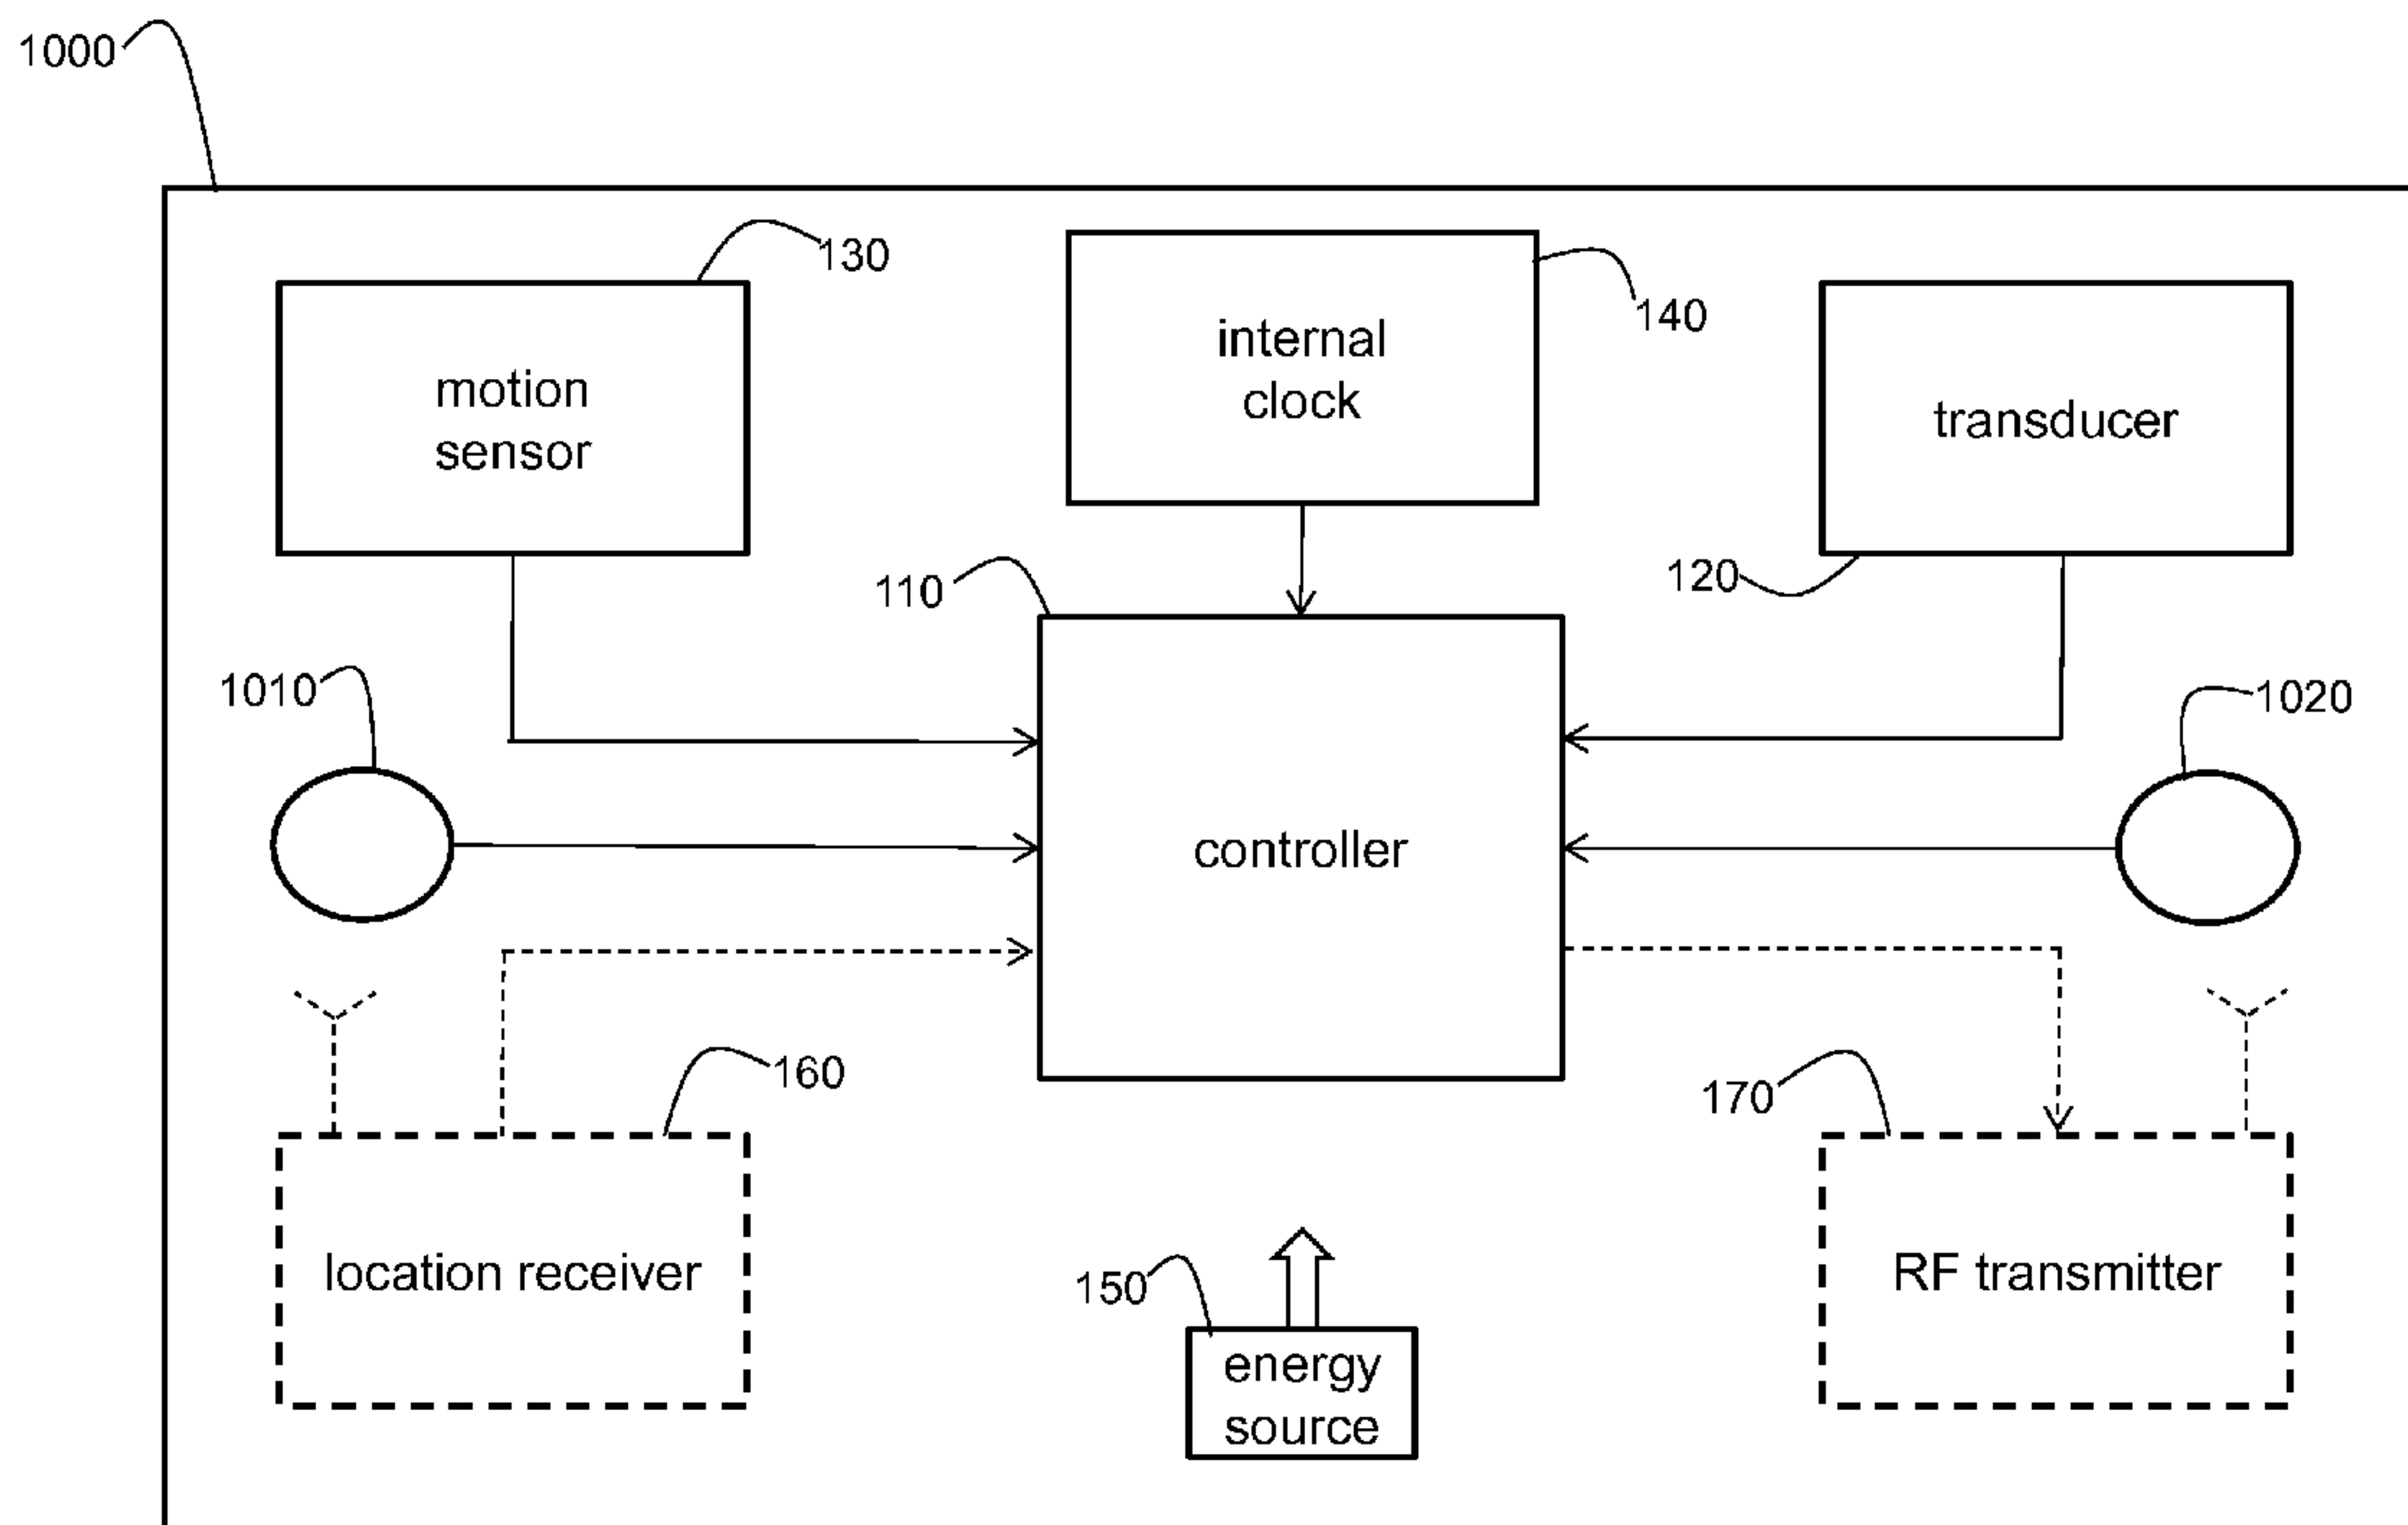 1000
130
140
motion
sensor
internal
clock
transducer
110
120
1010
1020
controller
160
170
location receiver
150
energy
source
RF transmitter